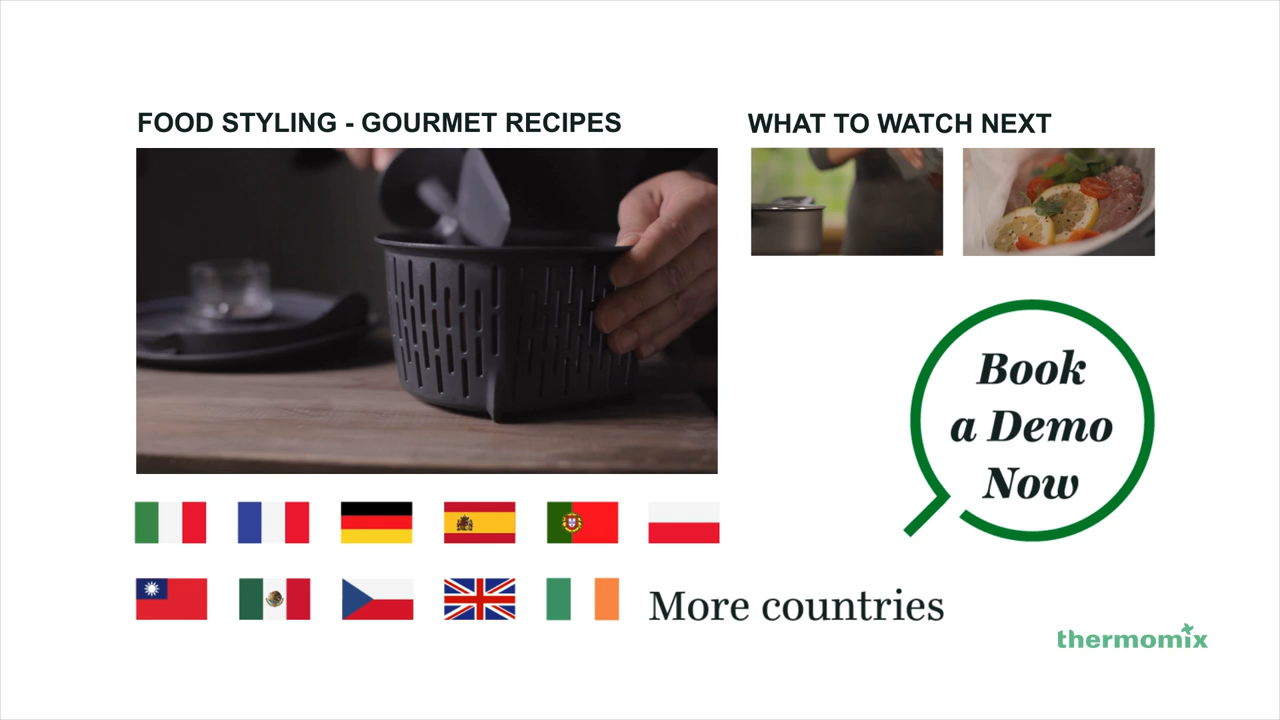 FOOD STYLING - GOURMET RECIPES
WHAT TO WATCH NEXT
Book
a Demo
Now
More countries
thermomix